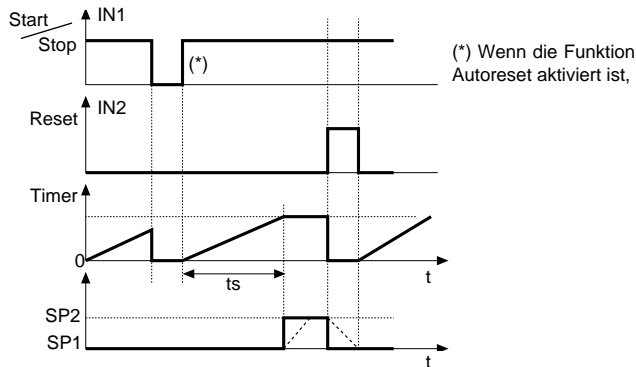 Start
Stop
IN1
(*)
(*) Wenn die Funktion
Autoreset aktiviert ist,
Reset
IN2
Timer
0
ts
t
SP2
SP1
t